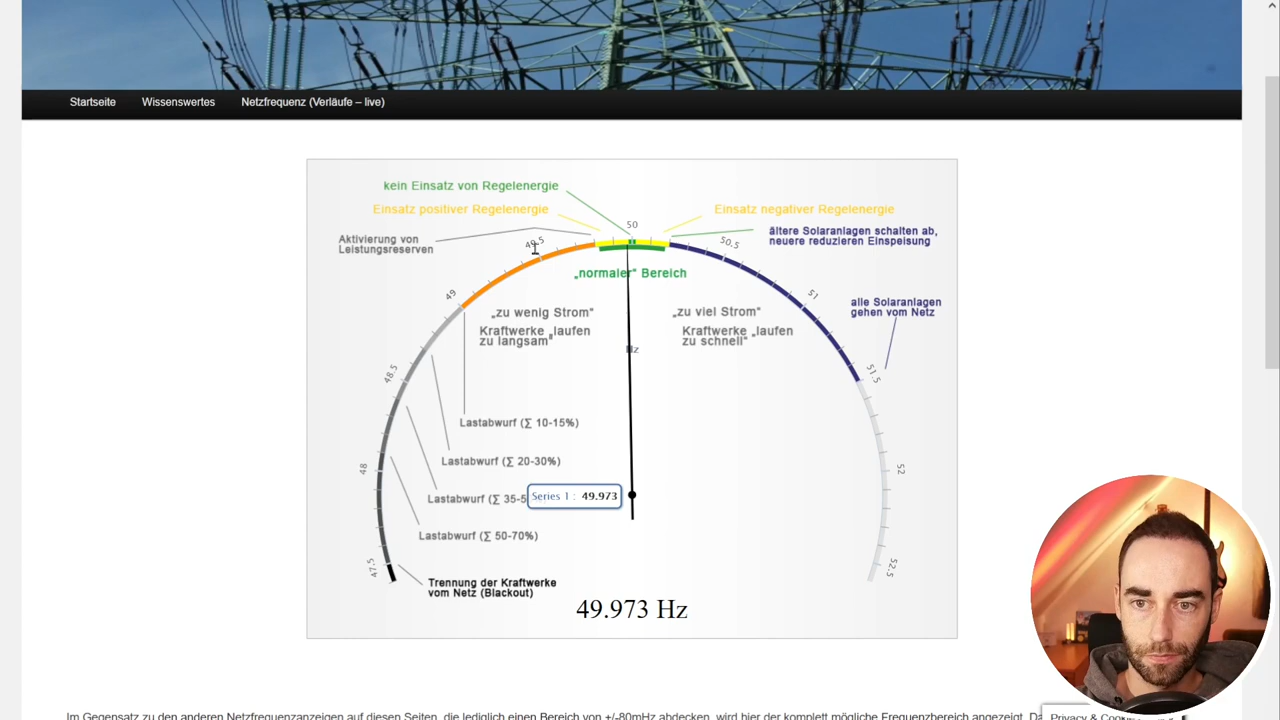 Startseite
Wissenswertes
Netzfrequenz (Verläufe – live)
kein Einsatz von Regelenergie
Einsatz positiver Regelenergie
Einsatz negativer Regelenergie
50
Aktivierung von
Leistungsreserven
49.5
50.5
ältere Solaranlagen schalten ab,
neuere reduzieren Einspeisung
„normaler“ Bereich
49
51
alle Solaranlagen
gehen vom Netz
„zu wenig Strom“
„zu viel Strom“
Kraftwerke „laufen
zu langsam“
Kraftwerke „laufen
zu schnell“
Hz
48.5
51.5
Lastabwurf (∑ 10-15%)
Lastabwurf (∑ 20-30%)
48
52
Lastabwurf (∑ 35-5
Series 1 : 49.973
Lastabwurf (∑ 50-70%)
47.5
52.5
Trennung der Kraftwerke
vom Netz (Blackout)
49.973 Hz
Im Gegensatz zu den anderen Netzfrequenzanzeigen auf diesen Seiten, die lediglich einen Bereich von +/-80mHz abdecken, wird hier der komplett mögliche Frequenzbereich angezeigt. Da
Privacy & Cook